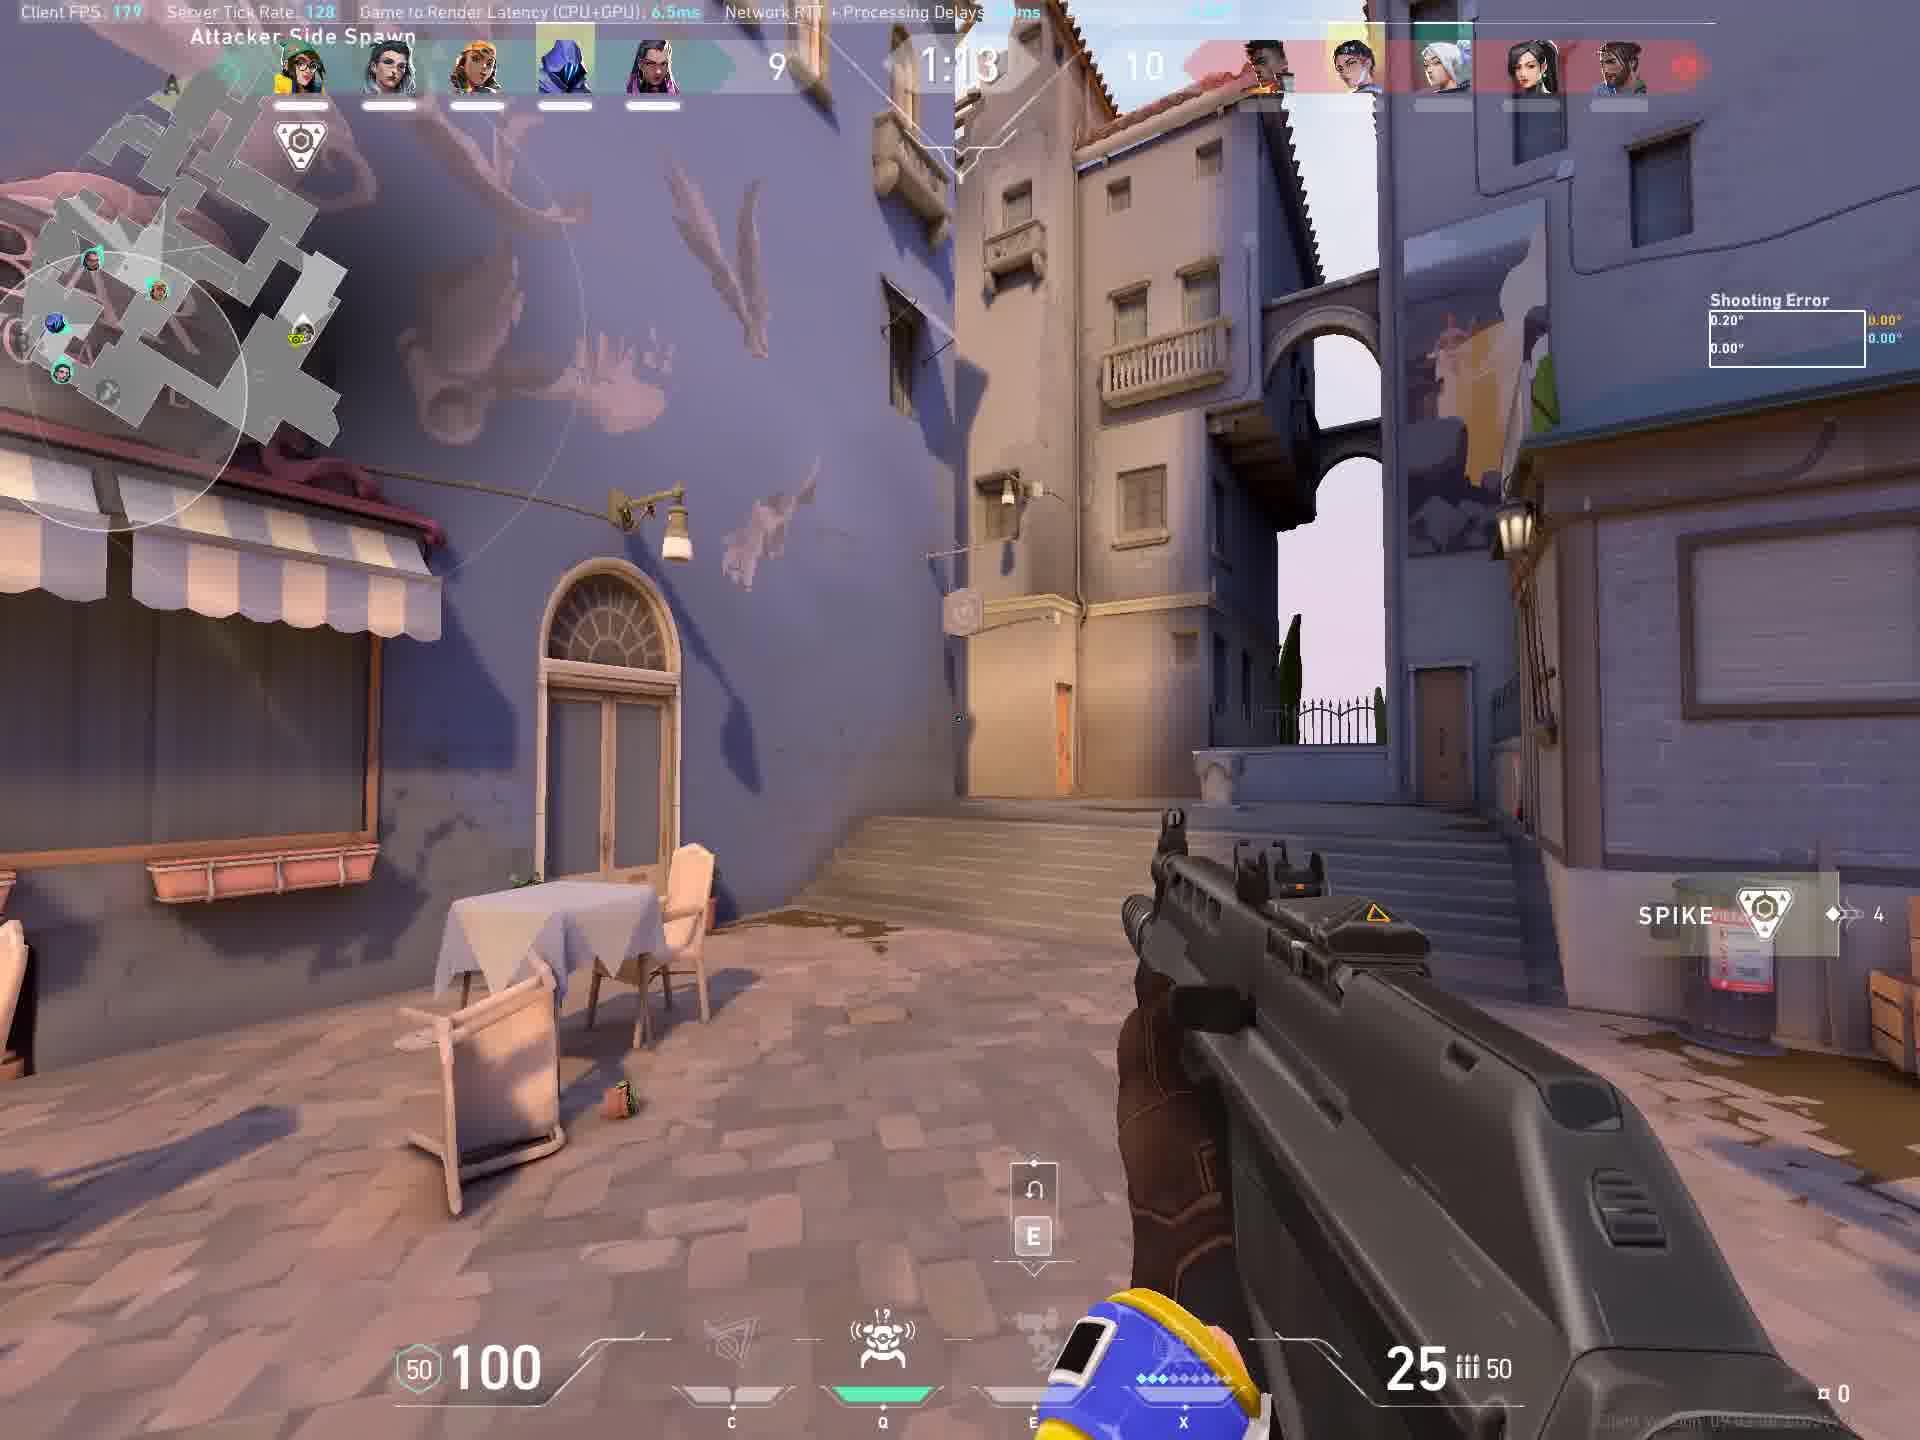 Client FPS: 179 Server Tick Rate: 128 Game to Render Latency (CPU+GPU): 6.5ms Network RTT + Processing Delays
Attacker Side Spawn
9 1:13 10
A
Shooting Error
0.20° 0.00°
0.00° 0.00°
SPIKE 4
E
50 100
25 50
C Q E X
¤ 0